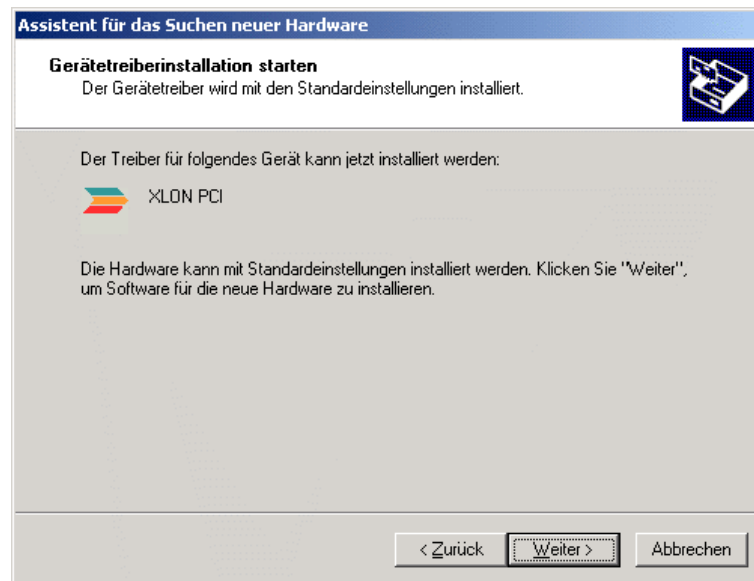 Assistent für das Suchen neuer Hardware
Gerätetreiberinstallation starten
Der Gerätetreiber wird mit den Standardeinstellungen installiert.
Der Treiber für folgendes Gerät kann jetzt installiert werden:
XLON PCI
Die Hardware kann mit Standardeinstellungen installiert werden. Klicken Sie "Weiter",
um Software für die neue Hardware zu installieren.
< Zurück Weiter > Abbrechen